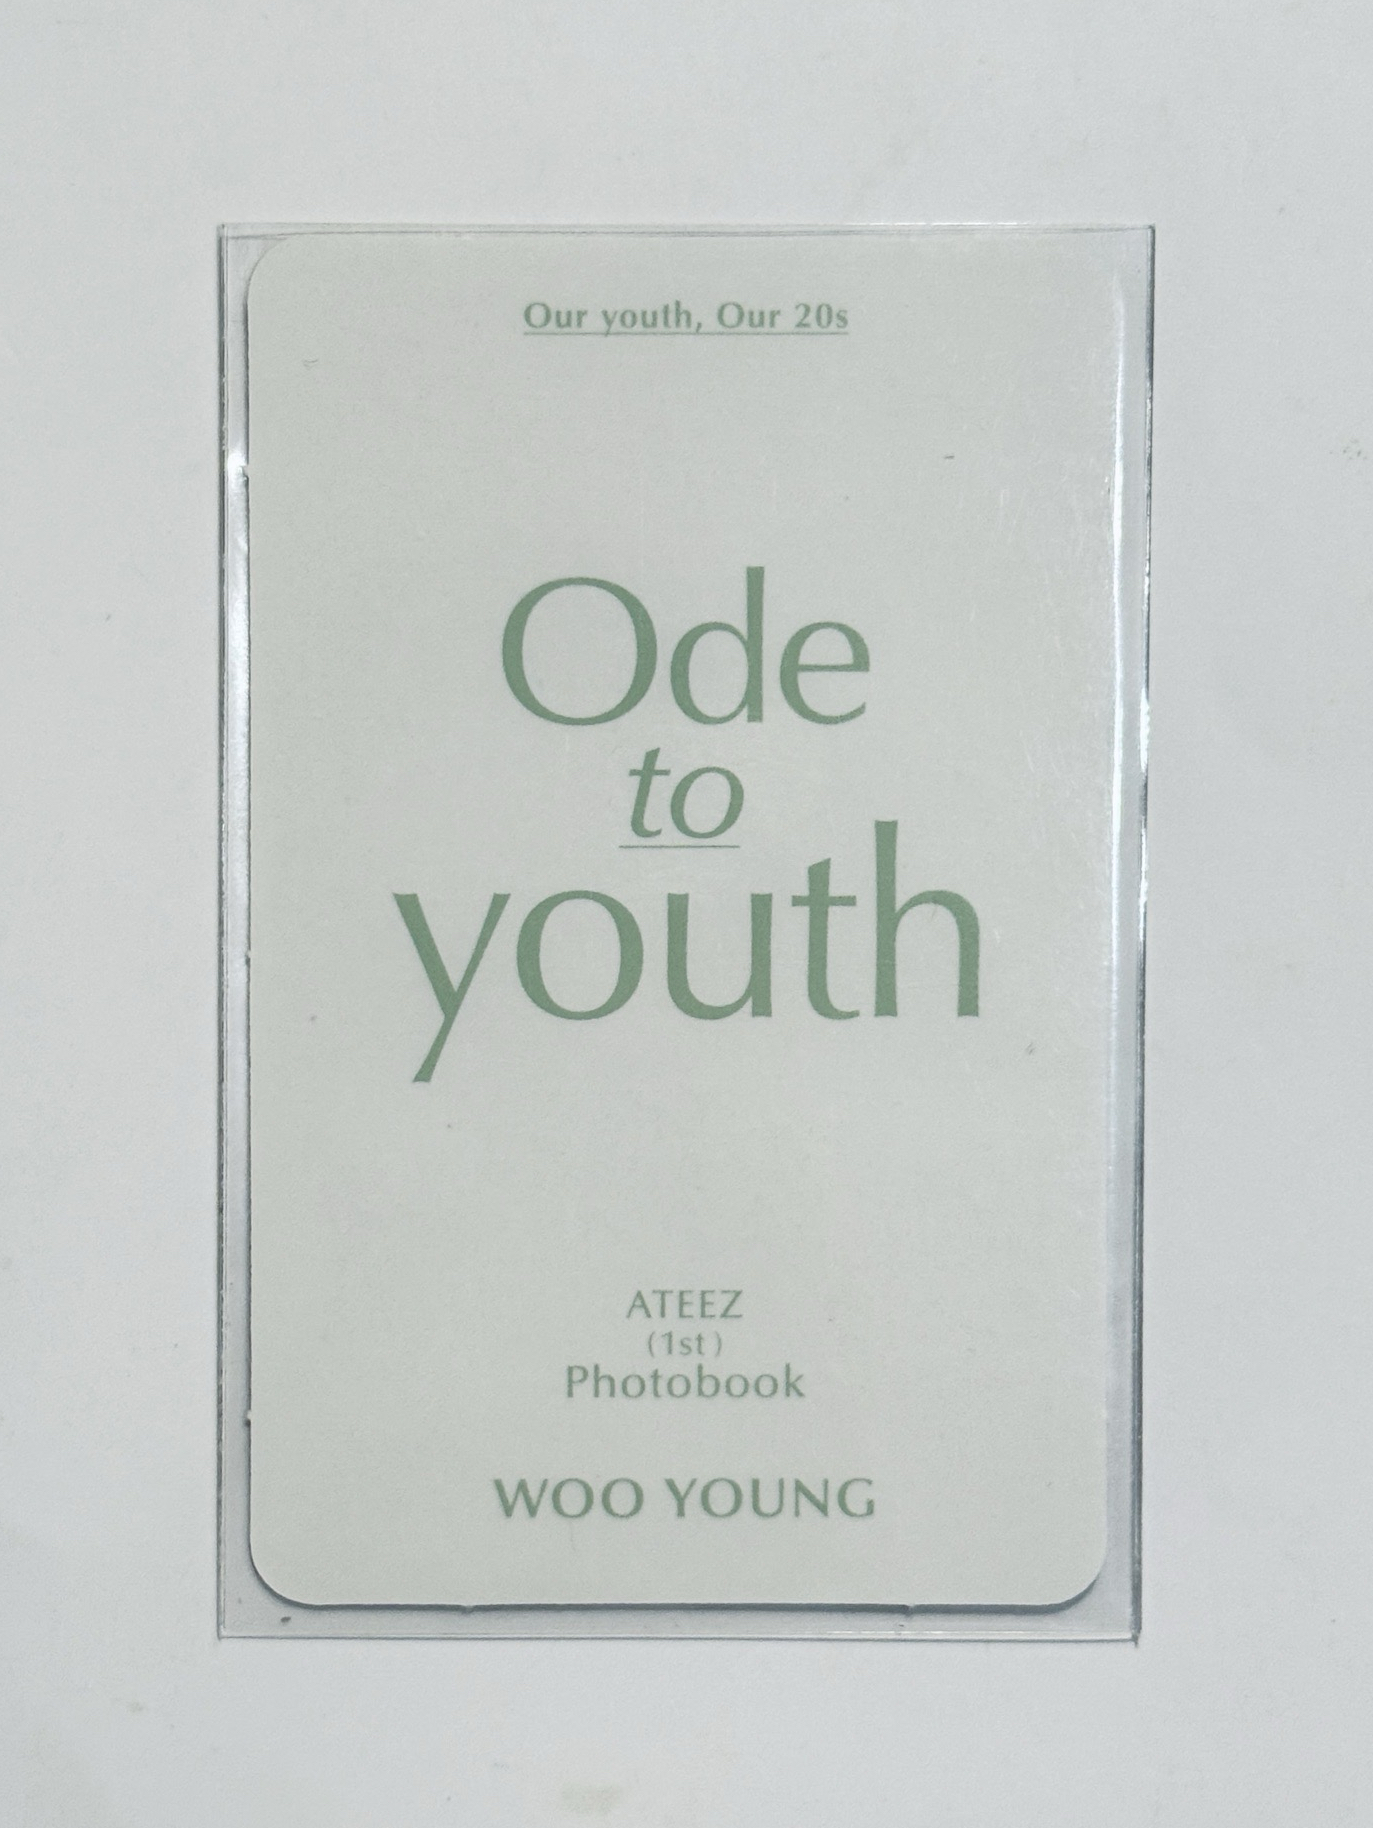 Our youth, Our 20s
Ode
to
youth
ATEEZ
(1st)
Photobook
WOO YOUNG